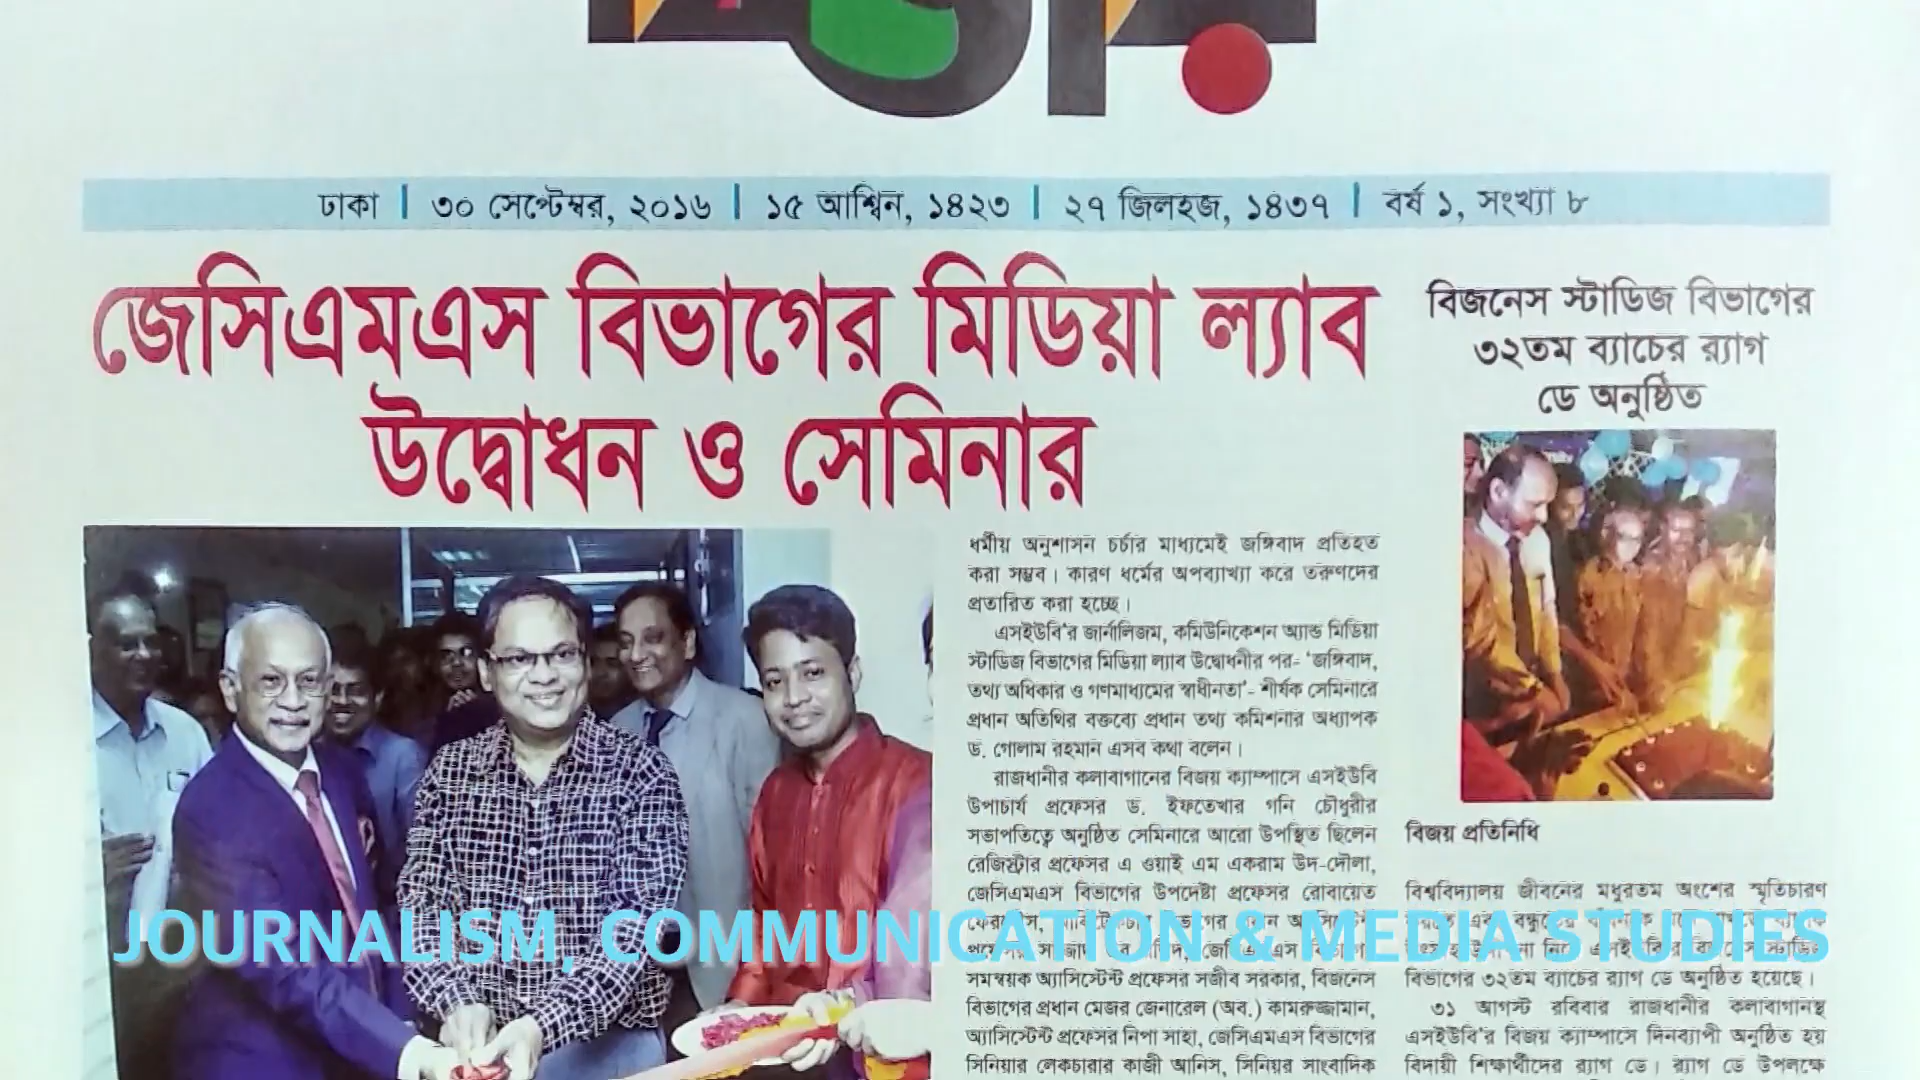 ঢাকা | ৩০ সেপ্টেম্বর, ২০১৬ | ১৫ আশ্বিন, ১৪২৩ | ২৭ জিলহজ, ১৪৩৭ | বর্ষ ১, সংখ্যা ৮
জেসিএমএস বিভাগের মিডিয়া ল্যাব
উদ্বোধন ও সেমিনার
ধর্মীয় অনুশাসন চর্চার মাধ্যমেই জঙ্গিবাদ প্রতিহত
করা সম্ভব। কারণ ধর্মের অপব্যাখ্যা করে তরুণদের
প্রতারিত করা হচ্ছে।
এসইউবি'র জার্নালিজম, কমিউনিকেশন অ্যান্ড মিডিয়া
স্টাডিজ বিভাগের মিডিয়া ল্যাব উদ্বোধনীর পর- 'জঙ্গিবাদ,
তথ্য অধিকার ও গণমাধ্যমের স্বাধীনতা'- শীর্ষক সেমিনারে
প্রধান অতিথির বক্তব্যে প্রধান তথ্য কমিশনার অধ্যাপক
ড. গোলাম রহমান এসব কথা বলেন।
রাজধানীর কলাবাগানের বিজয় ক্যাম্পাসে এসইউবি
উপাচার্য প্রফেসর ড. ইফতেখার গনি চৌধুরীর
সভাপতিত্বে অনুষ্ঠিত সেমিনারে আরো উপস্থিত ছিলেন
রেজিস্ট্রার প্রফেসর এ ওয়াই এম একরাম উদ-দৌলা,
জেসিএমএস বিভাগের উপদেষ্টা প্রফেসর রোবায়েত
সমন্বয়ক অ্যাসিস্টেন্ট প্রফেসর সজীব সরকার, বিজনেস
বিভাগের প্রধান মেজর জেনারেল (অব.) কামরুজ্জামান,
অ্যাসিস্টেন্ট প্রফেসর নিপা সাহা, জেসিএমএস বিভাগের
সিনিয়ার লেকচারার কাজী আনিস, সিনিয়র সাংবাদিক
বিজনেস স্টাডিজ বিভাগের
৩২তম ব্যাচের র‍্যাগ
ডে অনুষ্ঠিত
বিজয় প্রতিনিধি
বিশ্ববিদ্যালয় জীবনের মধুরতম অংশের স্মৃতিচারণ
বিভাগের ৩২তম ব্যাচের র‍্যাগ ডে অনুষ্ঠিত হয়েছে।
৩১ আগস্ট রবিবার রাজধানীর কলাবাগানস্থ
এসইউবি'র বিজয় ক্যাম্পাসে দিনব্যাপী অনুষ্ঠিত হয়
বিদায়ী শিক্ষার্থীদের র‍্যাগ ডে। র‍্যাগ ডে উপলক্ষে
JOURNALISM, COMMUNICATION & MEDIA STUDIES